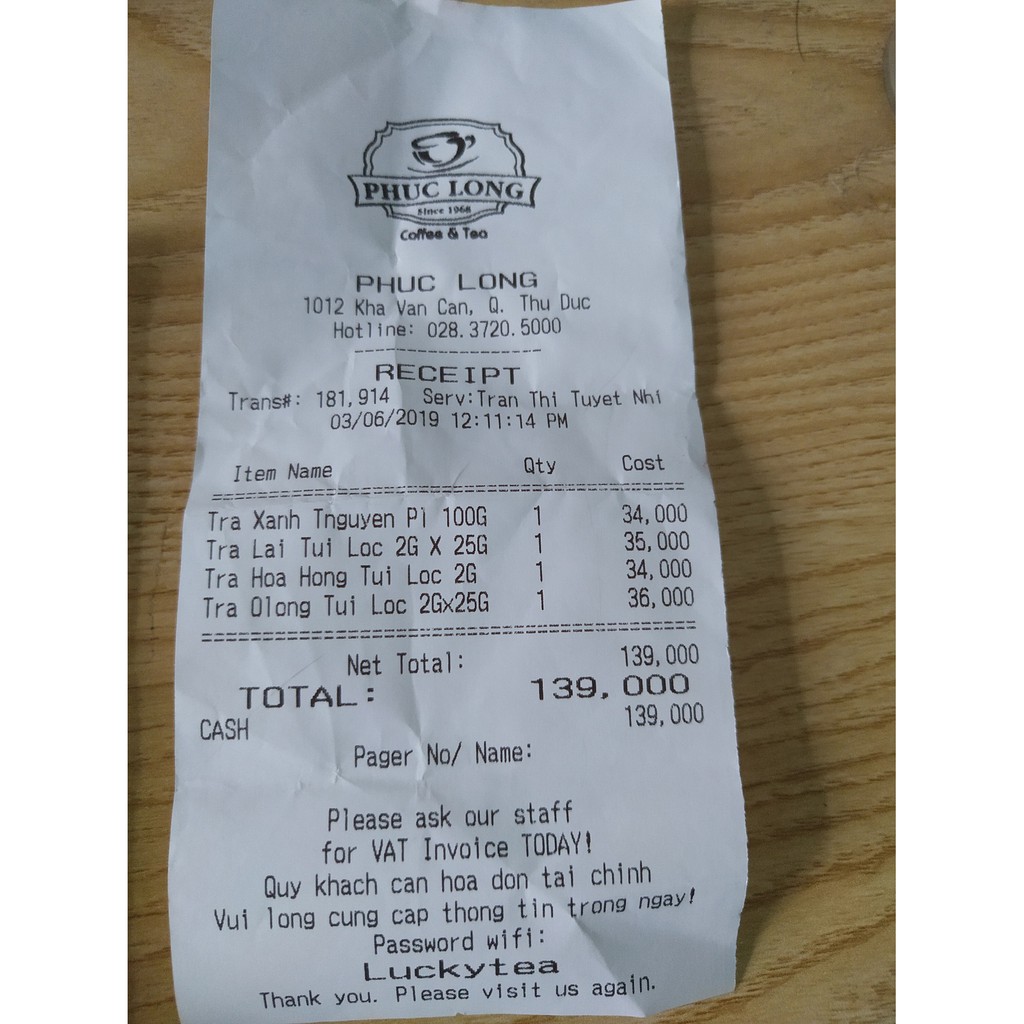 PHUC LONG
Since 1968
Coffee & Tea
PHUC LONG
1012 Kha Van Can, Q. Thu Duc
Hotline: 028.3720.5000
--------------------
RECEIPT
Trans#: 181,914 Serv:Tran Thi Tuyet Nhi
03/06/2019 12:11:14 PM
Item Name Qty Cost
================================================
Tra Xanh Tnguyen Pl 100G 1 34,000
Tra Lai Tui Loc 2G X 25G 1 35,000
Tra Hoa Hong Tui Loc 2G 1 34,000
Tra Olong Tui Loc 2Gx25G 1 36,000
================================================
Net Total: 139,000
TOTAL: 139,000
CASH 139,000
Pager No/ Name:
Please ask our staff
for VAT Invoice TODAY!
Quy khach can hoa don tai chinh
Vui long cung cap thong tin trong ngay!
Password wifi:
Luckytea
Thank you. Please visit us again.